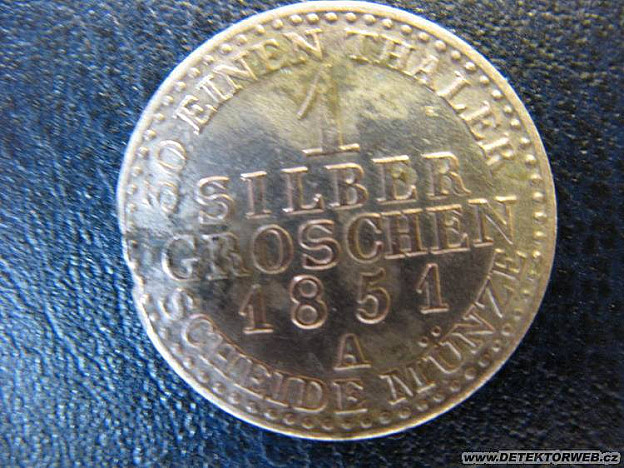 30 EINEN THALER
1
SILBER
GROSCHEN
1851
A
SCHEIDE MÜNZE
www.DETEKTORWEB.cz